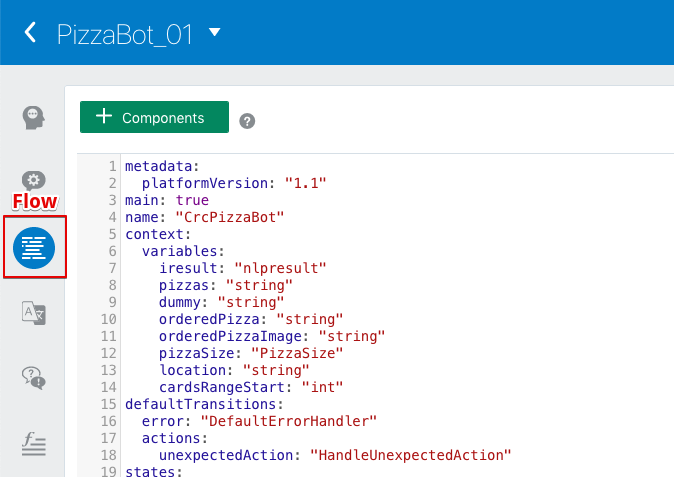 PizzaBot_01
+ Components ?
Flow
1 metadata:
2   platformVersion: "1.1"
3 main: true
4 name: "CrcPizzaBot"
5 context:
6   variables:
7     iresult: "nlpresult"
8     pizzas: "string"
9     dummy: "string"
10     orderedPizza: "string"
11     orderedPizzaImage: "string"
12     pizzaSize: "PizzaSize"
13     location: "string"
14     cardsRangeStart: "int"
15 defaultTransitions:
16   error: "DefaultErrorHandler"
17   actions:
18     unexpectedAction: "HandleUnexpectedAction"
19 states: